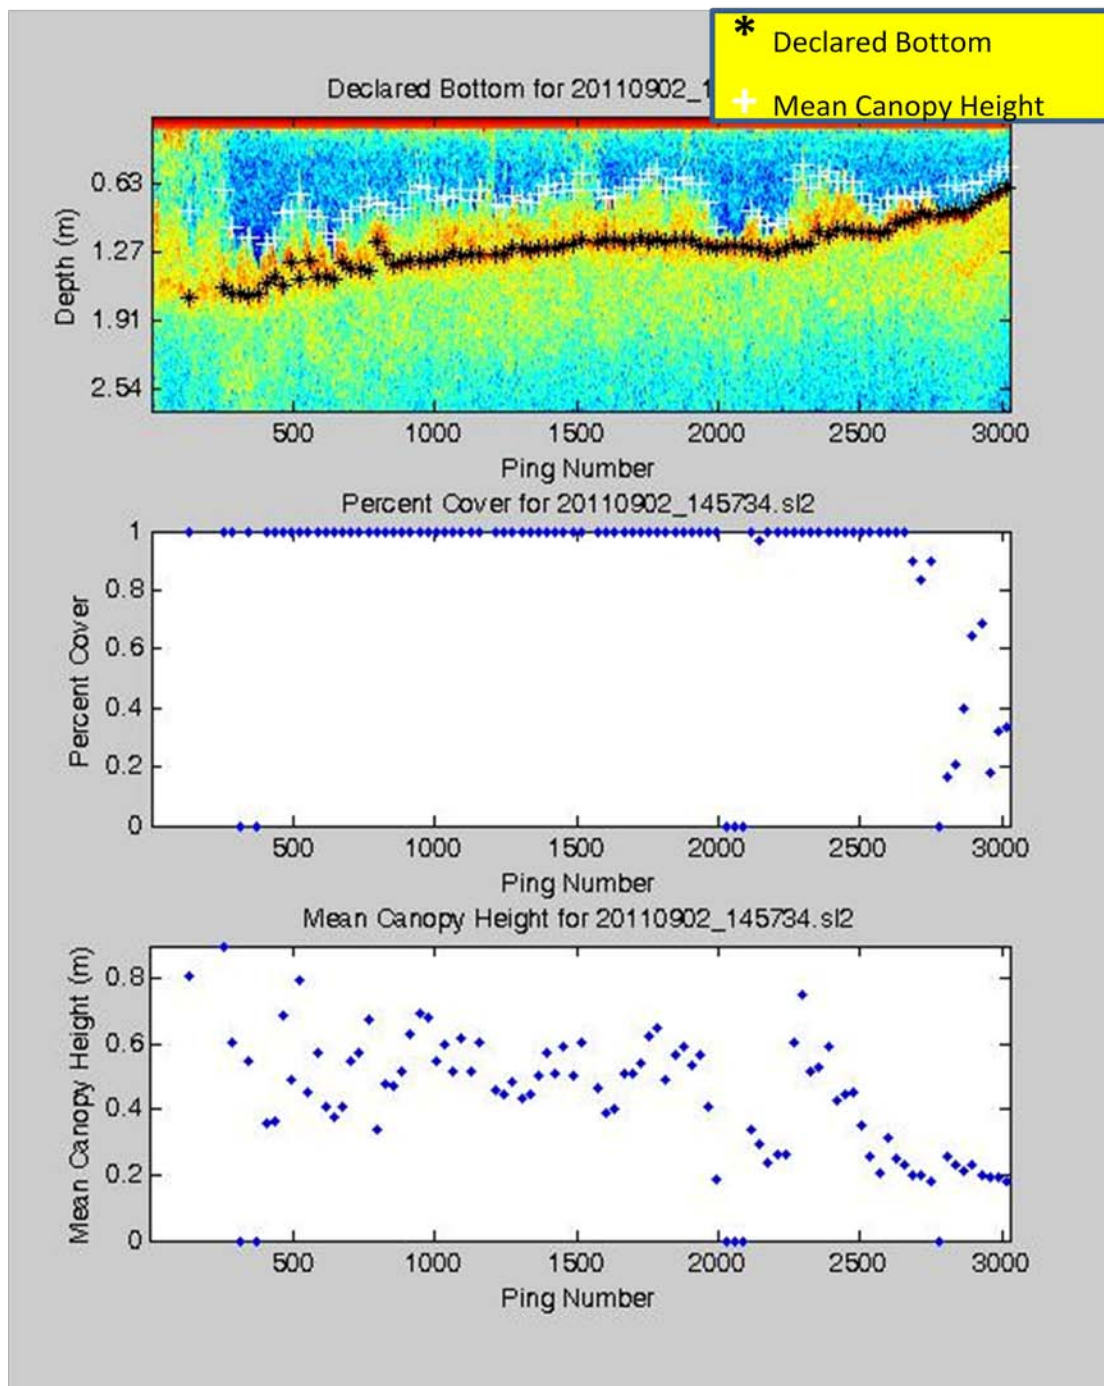 * Declared Bottom
+ Mean Canopy Height
Declared Bottom for 20110902_1
0.63
1.27
1.91
2.54
Depth (m)
500 1000 1500 2000 2500 3000
Ping Number
Percent Cover for 20110902_145734.sl2
1
0.8
0.6
0.4
0.2
0
Percent Cover
500 1000 1500 2000 2500 3000
Ping Number
Mean Canopy Height for 20110902_145734.sl2
0.8
0.6
0.4
0.2
0
Mean Canopy Height (m)
500 1000 1500 2000 2500 3000
Ping Number